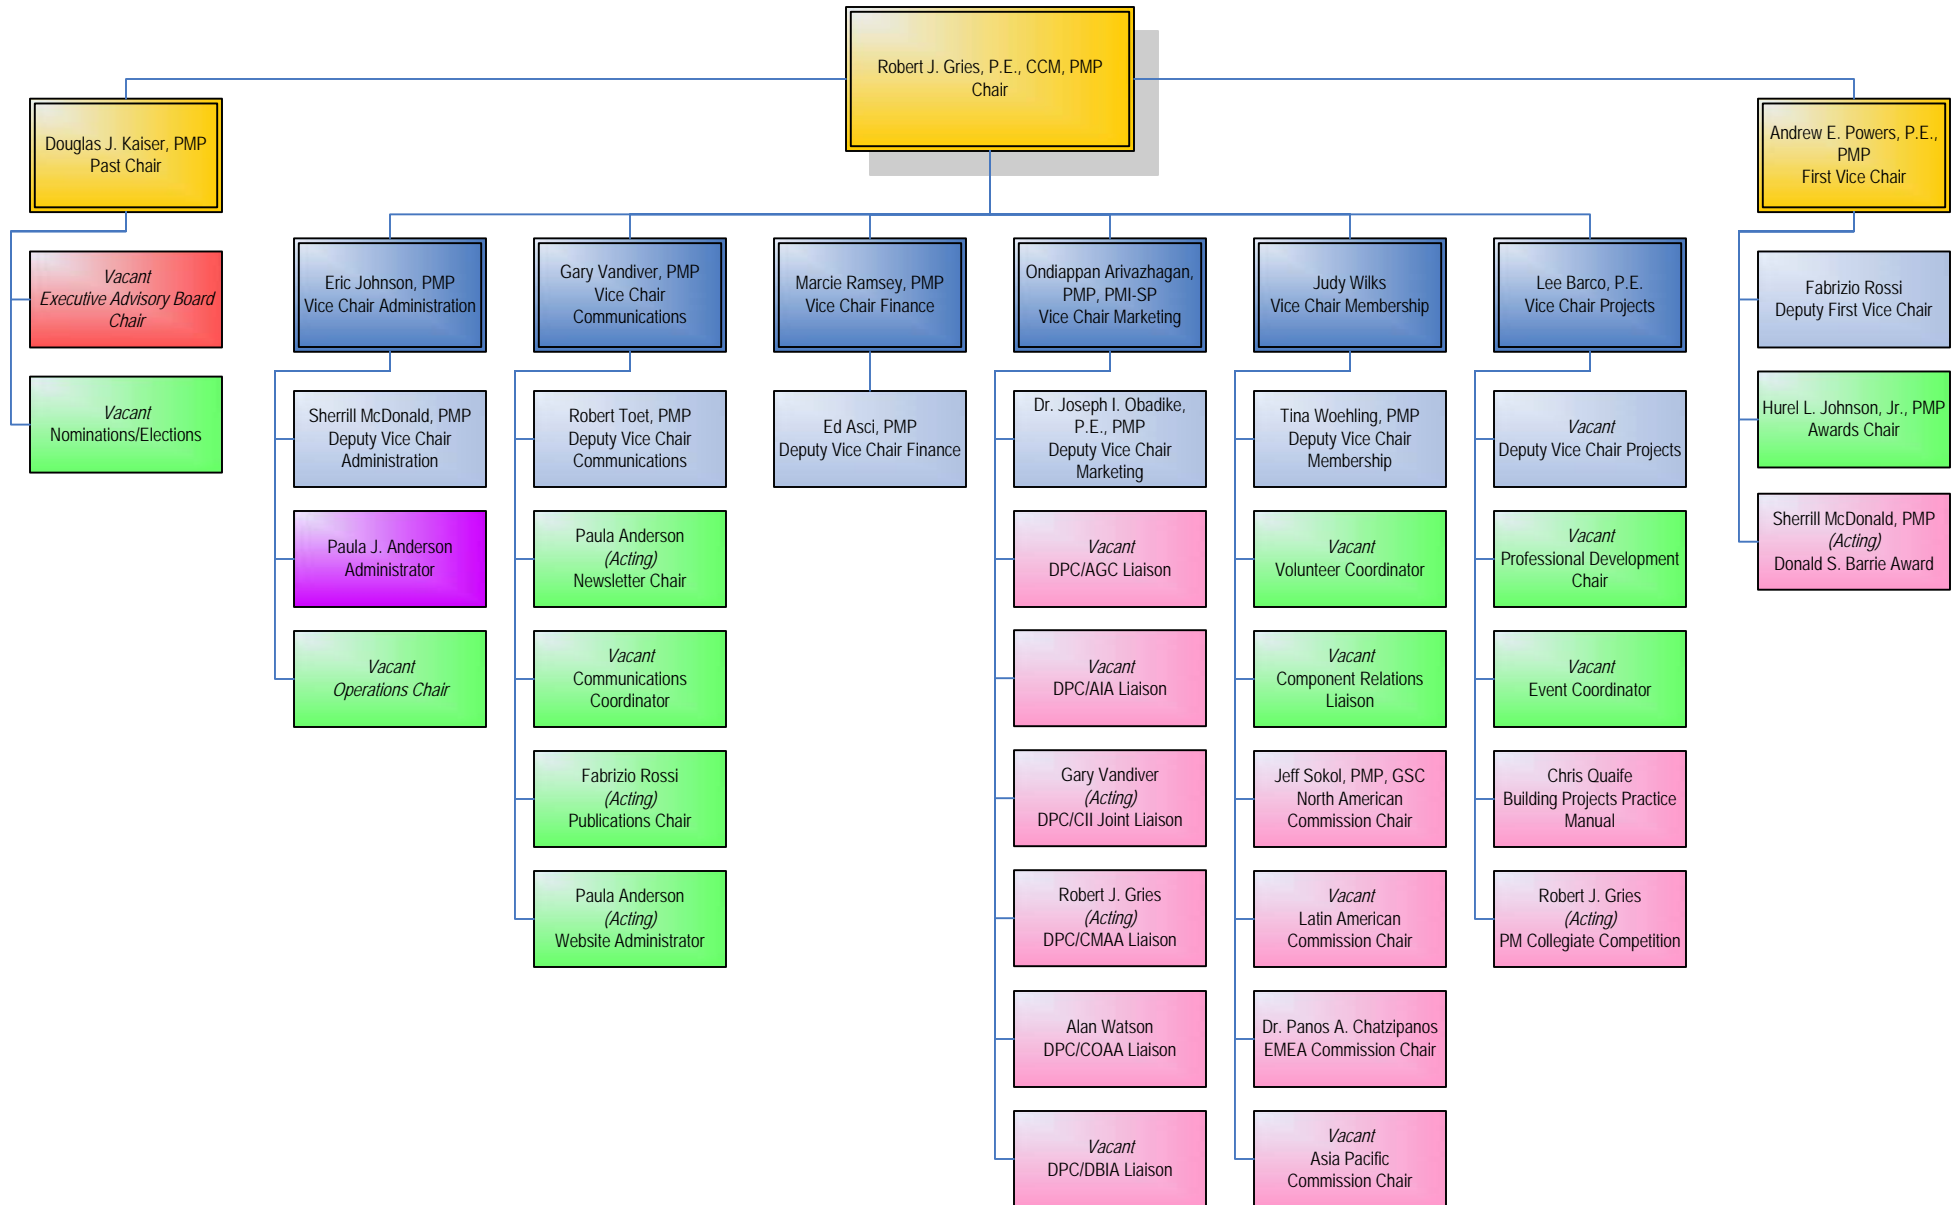 Robert J. Gries, P.E., CCM, PMP
Chair
Douglas J. Kaiser, PMP
Past Chair
Andrew E. Powers, P.E.,
PMP
First Vice Chair
Vacant
Executive Advisory Board
Chair
Vacant
Nominations/Elections
Eric Johnson, PMP
Vice Chair Administration
Sherrill McDonald, PMP
Deputy Vice Chair
Administration
Paula J. Anderson
Administrator
Vacant
Operations Chair
Gary Vandiver, PMP
Vice Chair
Communications
Robert Toet, PMP
Deputy Vice Chair
Communications
Paula Anderson
(Acting)
Newsletter Chair
Vacant
Communications
Coordinator
Fabrizio Rossi
(Acting)
Publications Chair
Paula Anderson
(Acting)
Website Administrator
Marcie Ramsey, PMP
Vice Chair Finance
Ed Asci, PMP
Deputy Vice Chair Finance
Ondiappan Arivazhagan,
PMP, PMI-SP
Vice Chair Marketing
Dr. Joseph I. Obadike,
P.E., PMP
Deputy Vice Chair
Marketing
Vacant
DPC/AGC Liaison
Vacant
DPC/AIA Liaison
Gary Vandiver
(Acting)
DPC/CII Joint Liaison
Robert J. Gries
(Acting)
DPC/CMAA Liaison
Alan Watson
DPC/COAA Liaison
Vacant
DPC/DBIA Liaison
Judy Wilks
Vice Chair Membership
Tina Woehling, PMP
Deputy Vice Chair
Membership
Vacant
Volunteer Coordinator
Vacant
Component Relations
Liaison
Jeff Sokol, PMP, GSC
North American
Commission Chair
Vacant
Latin American
Commission Chair
Dr. Panos A. Chatzipanos
EMEA Commission Chair
Vacant
Asia Pacific
Commission Chair
Lee Barco, P.E.
Vice Chair Projects
Vacant
Deputy Vice Chair Projects
Vacant
Professional Development
Chair
Vacant
Event Coordinator
Chris Quaife
Building Projects Practice
Manual
Robert J. Gries
(Acting)
PM Collegiate Competition
Fabrizio Rossi
Deputy First Vice Chair
Hurel L. Johnson, Jr., PMP
Awards Chair
Sherrill McDonald, PMP
(Acting)
Donald S. Barrie Award